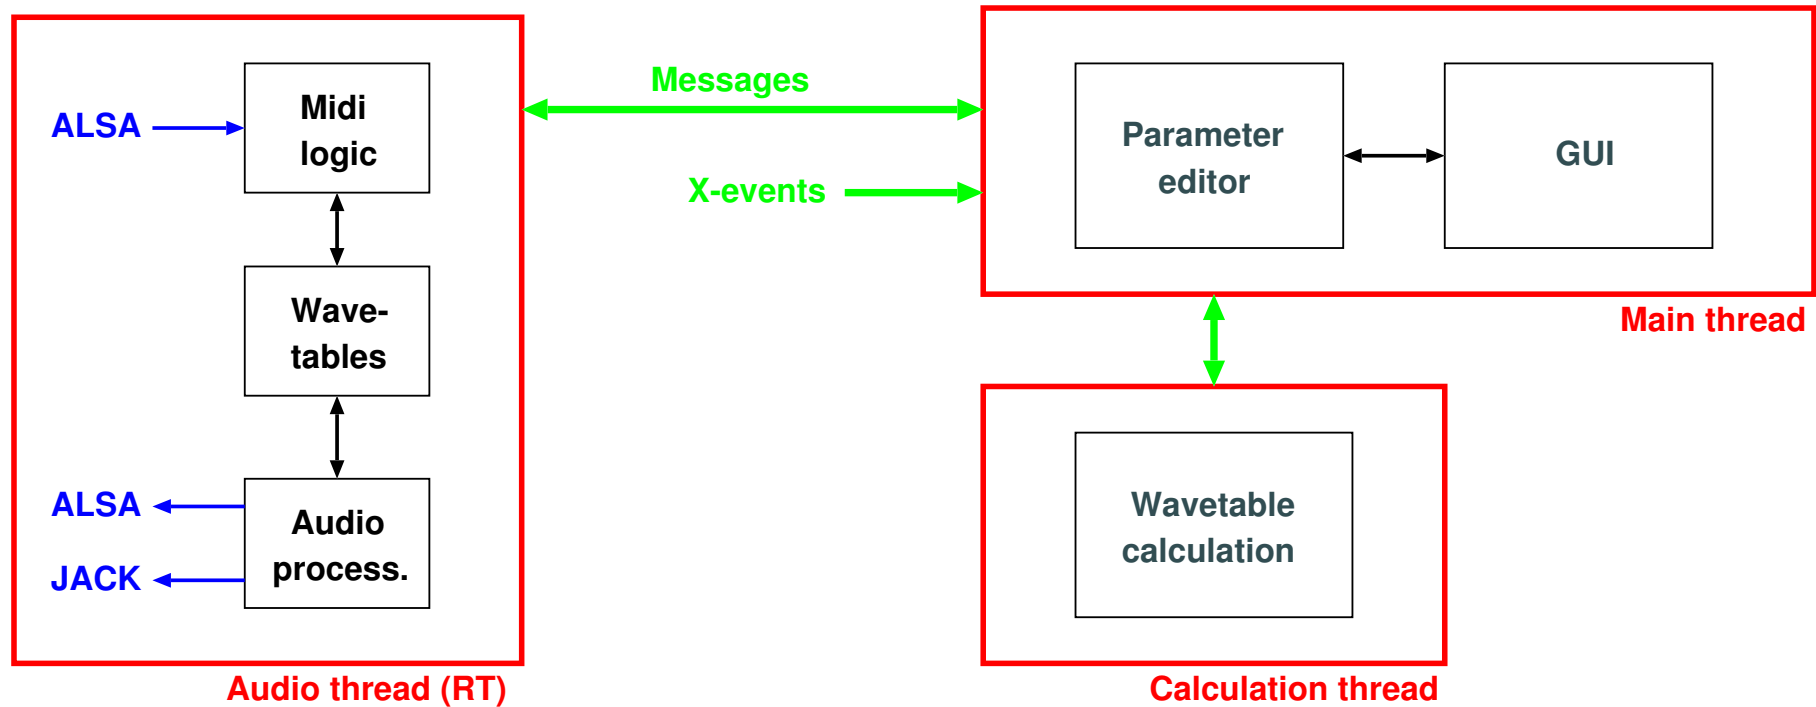 ALSA
Midi
logic
Wave-
tables
ALSA
JACK
Audio
process.
Audio thread (RT)
Messages
X-events
Parameter
editor
GUI
Main thread
Wavetable
calculation
Calculation thread